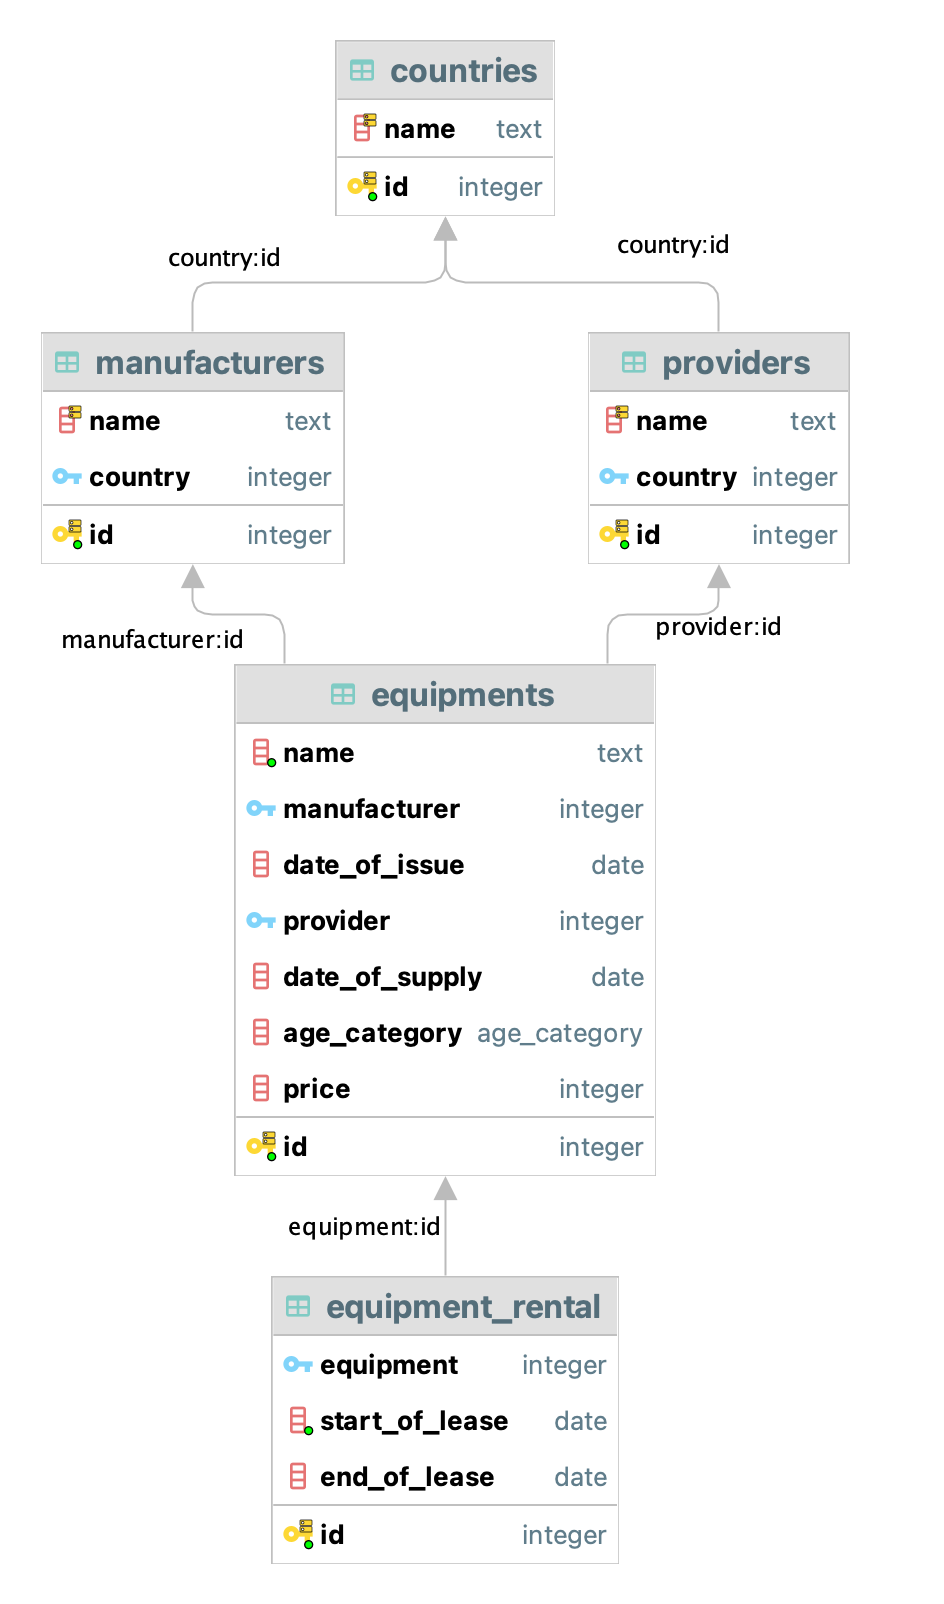 countries
name text
id integer
country:id
country:id
manufacturers
name text
country integer
id integer
providers
name text
country integer
id integer
manufacturer:id
provider:id
equipments
name text
manufacturer integer
date_of_issue date
provider integer
date_of_supply date
age_category age_category
price integer
id integer
equipment:id
equipment_rental
equipment integer
start_of_lease date
end_of_lease date
id integer